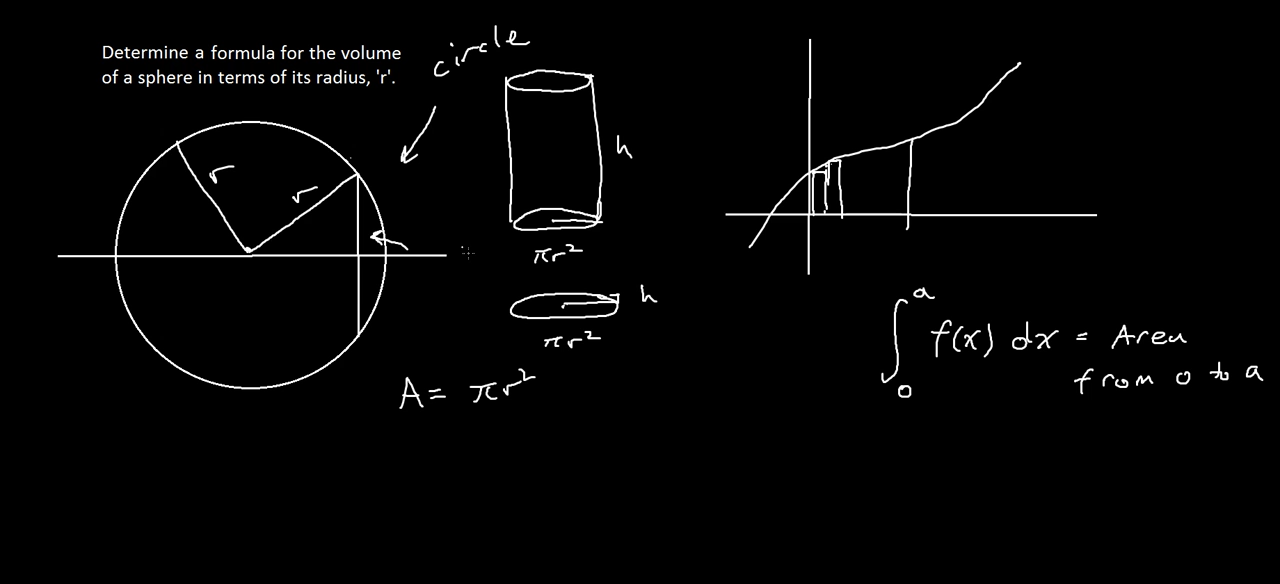 Determine a formula for the volume
of a sphere in terms of its radius, 'r'.
circle
r
r
h
πr²
h
πr²
A = πr²
∫₀ᵃ f(x) dx = Area
from 0 to a